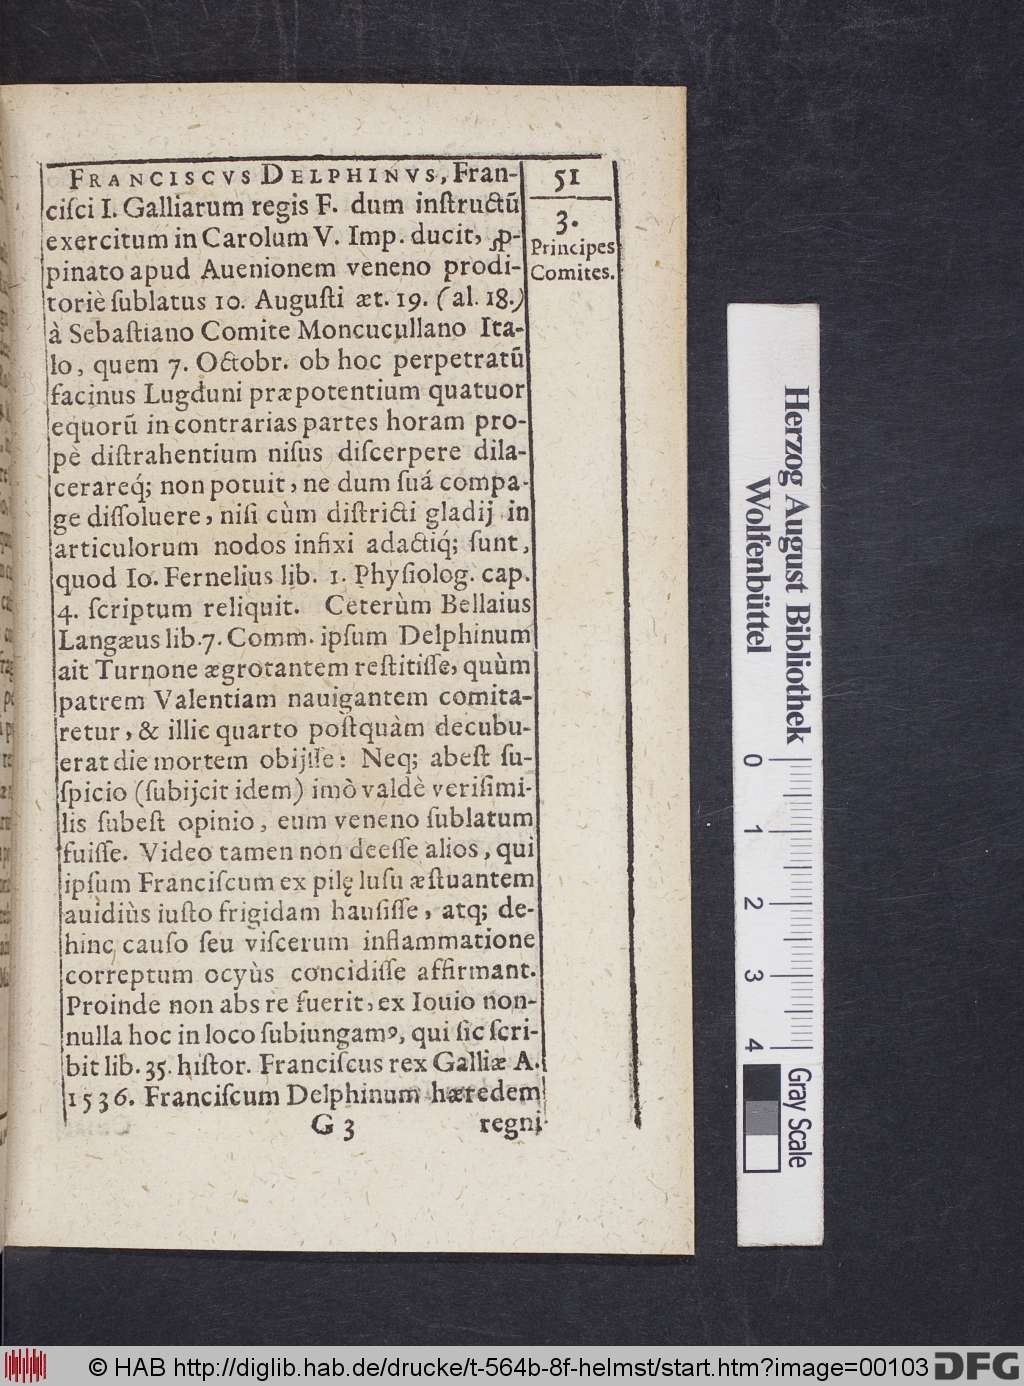 FRANCISCVS DELPHINVS, Fran-
ciſci I. Galliarum regis F. dum inſtructũ
exercitum in Carolum V. Imp. ducit, ꝓ-
pinato apud Auenionem veneno prodi-
toriè ſublatus 10. Auguſti æt. 19. (al. 18.)
à Sebaſtiano Comite Moncucullano Ita-
lo, quem 7. Octobr. ob hoc perpetratũ
facinus Lugduni præpotentium quatuor
equorũ in contrarias partes horam pro-
pè diſtrahentium niſus diſcerpere dila-
cerareq́; non potuit, ne dum ſuá compa-
ge diſſoluere, niſi cùm diſtricti gladij in
articulorum nodos infixi adactiq́; ſunt,
quod Io. Fernelius lib. 1. Phyſiolog. cap.
4. ſcriptum reliquit. Ceterùm Bellaius
Langæus lib. 7. Comm. ipſum Delphinum
ait Turnone ægrotantem reſtitiſſe, quùm
patrem Valentiam nauigantem comita-
retur, & illic quarto poſtquàm decubu-
erat die mortem obijſſe: Neq; abeſt ſu-
ſpicio (ſubijcit idem) imò valdè veriſimi-
lis ſubeſt opinio, eum veneno ſublatum
fuiſſe. Video tamen non deeſſe alios, qui
ipſum Franciſcum ex pilę luſu æſtuantem
auidiùs iuſto frigidam hauſiſſe, atq; de-
hinc cauſo ſeu viſcerum inflammatione
correptum ocyùs concidiſſe affirmant.
Proinde non abs re fuerit, ex Iouio non-
nulla hoc in loco ſubiungamꝰ, qui ſic ſcri-
bit lib. 35. hiſtor. Franciſcus rex Galliæ A.
1536. Franciſcum Delphinum hæredem
G 3 regni
51
3.
Principes
Comites.
Herzog August Bibliothek
Wolfenbüttel
0 1 2 3 4
Gray Scale
© HAB http://diglib.hab.de/drucke/t-564b-8f-helmst/start.htm?image=00103
DFG